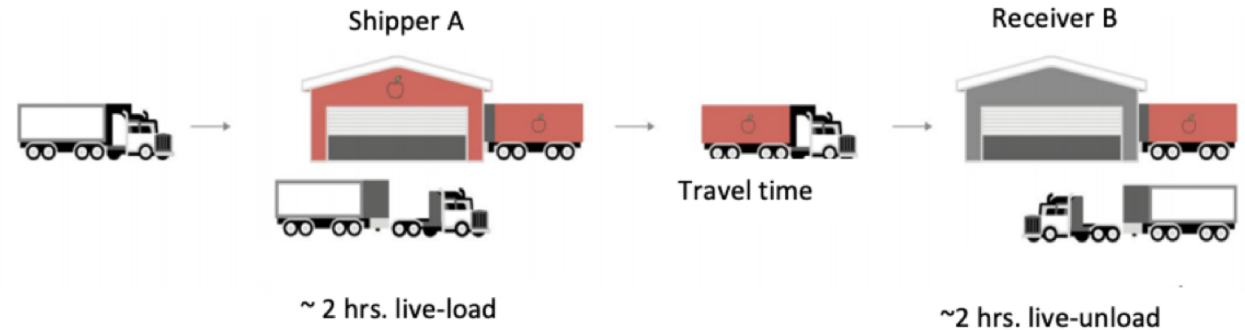 Shipper A
Receiver B
Travel time
~ 2 hrs. live-load
~2 hrs. live-unload